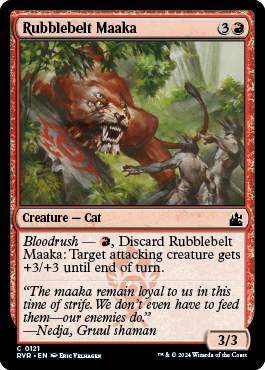 Rubblebelt Maaka 3
Creature — Cat
Bloodrush — , Discard Rubblebelt
Maaka: Target attacking creature gets
+3/+3 until end of turn.
"The maaka remain loyal to us in this
time of strife. We don't even have to feed
them—our enemies do."
—Nedja, Gruul shaman
3/3
C 0121
RVR • EN Eric Velhagen
™ & © 2024 Wizards of the Coast